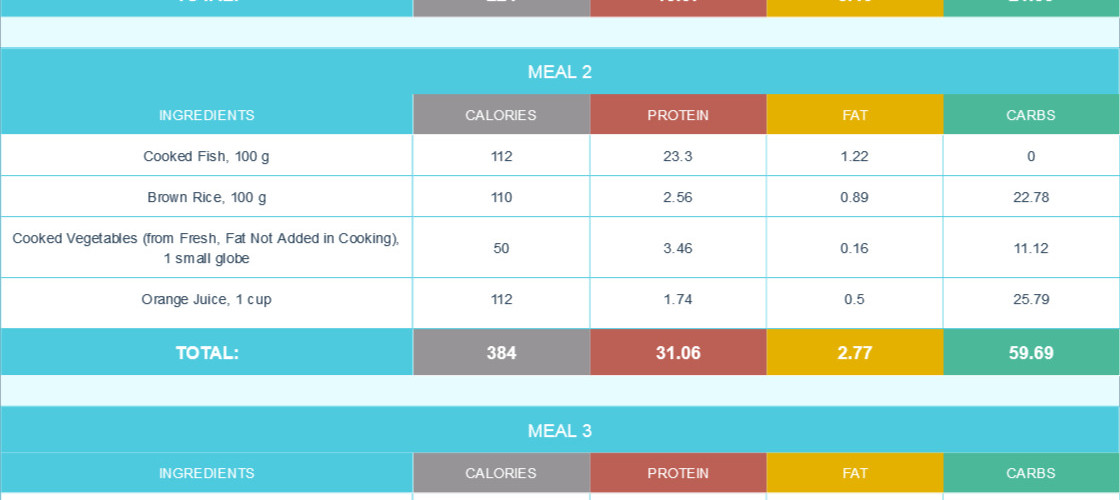 TOTAL:
MEAL 2
INGREDIENTS CALORIES PROTEIN FAT CARBS
Cooked Fish, 100 g 112 23.3 1.22 0
Brown Rice, 100 g 110 2.56 0.89 22.78
Cooked Vegetables (from Fresh, Fat Not Added in Cooking),
1 small globe 50 3.46 0.16 11.12
Orange Juice, 1 cup 112 1.74 0.5 25.79
TOTAL: 384 31.06 2.77 59.69
MEAL 3
INGREDIENTS CALORIES PROTEIN FAT CARBS